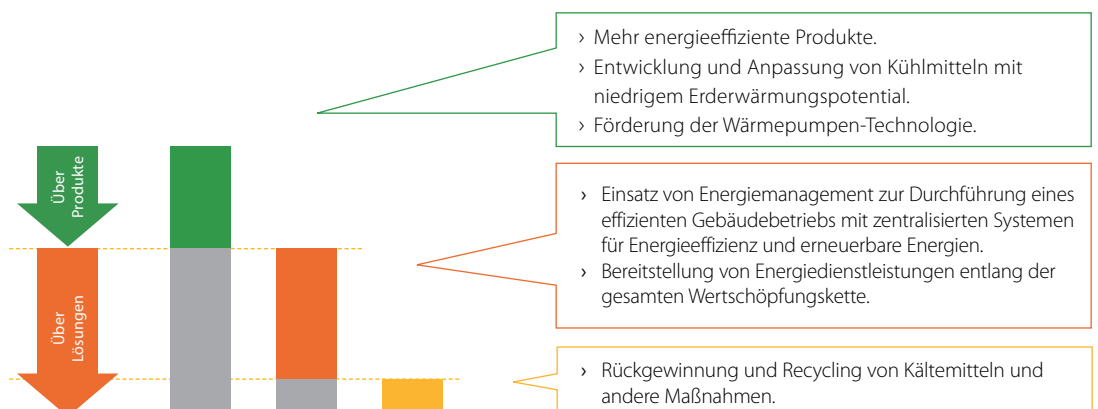 › Mehr energieeffiziente Produkte.
› Entwicklung und Anpassung von Kühlmitteln mit
niedrigem Erderwärmungspotential.
› Förderung der Wärmepumpen-Technologie.
Über
Produkte
› Einsatz von Energiemanagement zur Durchführung eines
effizienten Gebäudebetriebs mit zentralisierten Systemen
für Energieeffizienz und erneuerbare Energien.
› Bereitstellung von Energiedienstleistungen entlang der
gesamten Wertschöpfungskette.
Über
Lösungen
› Rückgewinnung und Recycling von Kältemitteln und
andere Maßnahmen.